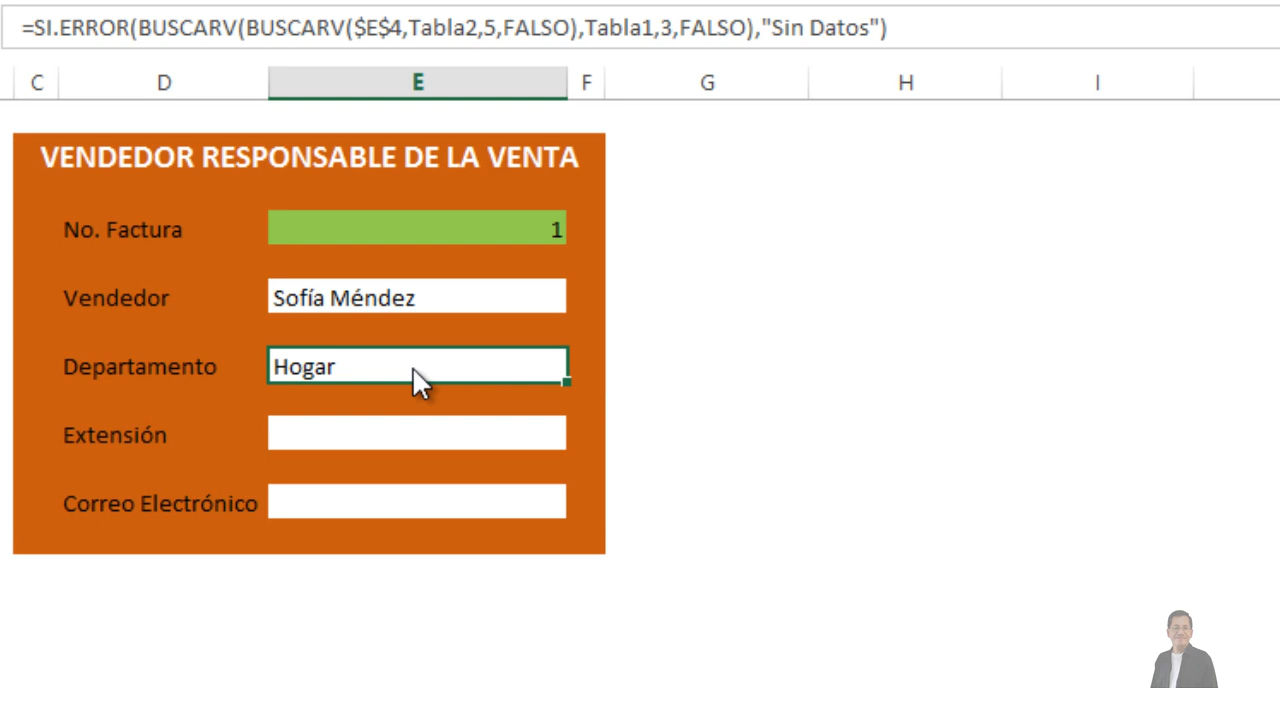 =SI.ERROR(BUSCARV(BUSCARV($E$4,Tabla2,5,FALSO),Tabla1,3,FALSO),"Sin Datos")
C D E F G H I
VENDEDOR RESPONSABLE DE LA VENTA
No. Factura 1
Vendedor Sofía Méndez
Departamento Hogar
Extensión
Correo Electrónico